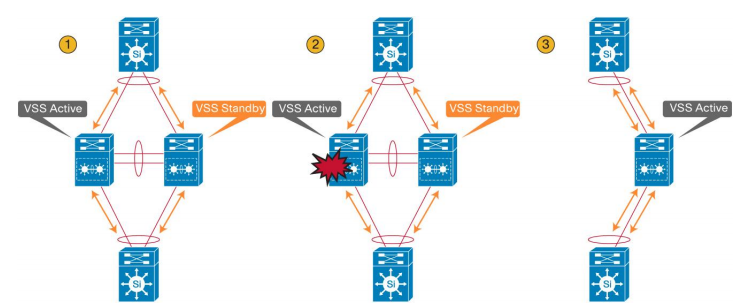 1
2
3
Si
Si
Si
VSS Active
VSS Standby
VSS Active
VSS Standby
VSS Active
Si
Si
Si